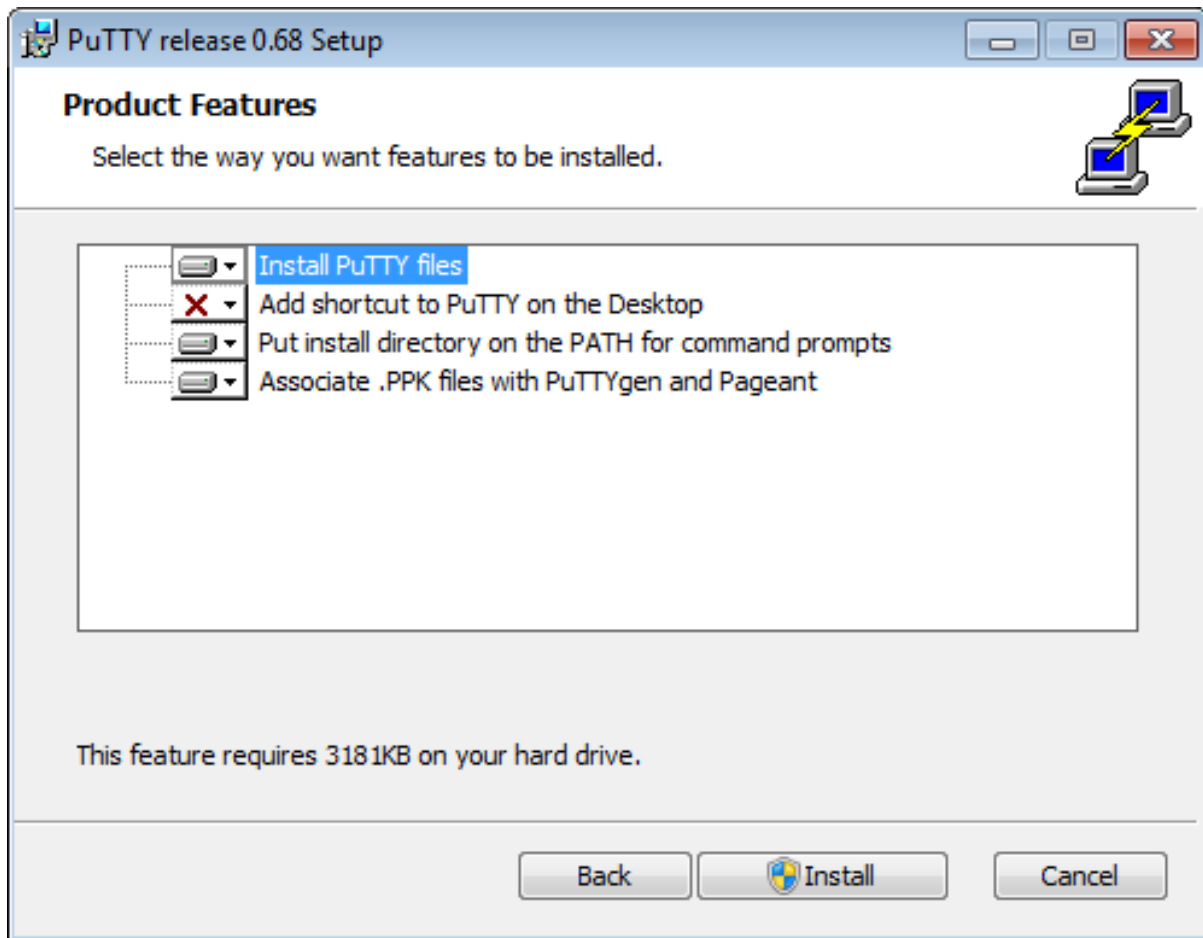 PuTTY release 0.68 Setup
Product Features
Select the way you want features to be installed.
Install PuTTY files
Add shortcut to PuTTY on the Desktop
Put install directory on the PATH for command prompts
Associate .PPK files with PuTTYgen and Pageant
This feature requires 3181KB on your hard drive.
Back Install Cancel